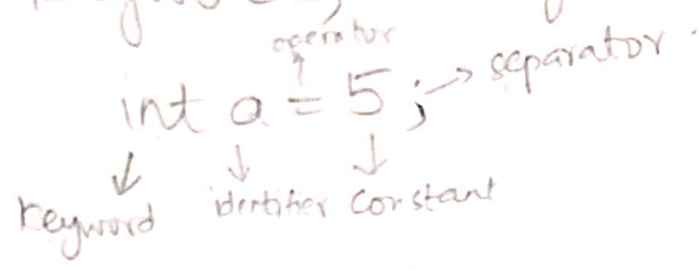 operator
int a = 5 ; → separator.
keyword identifier constant